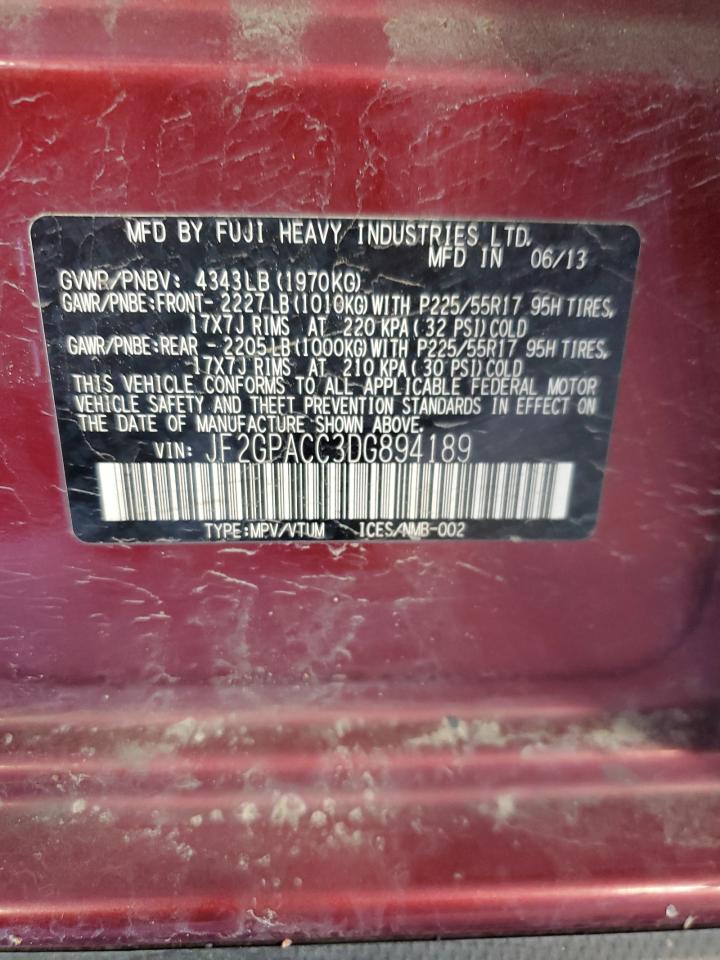 MFD BY FUJI HEAVY INDUSTRIES LTD.
MFD IN 06/13
GVWR/PNBV: 4343LB(1970KG)
GAWR/PNBE:FRONT- 2227LB(1010KG)WITH P225/55R17 95H TIRES,
17X7J RIMS AT 220 KPA(32 PSI)COLD
GAWR/PNBE:REAR - 2205LB(1000KG)WITH P225/55R17 95H TIRES,
17X7J RIMS AT 210 KPA(30 PSI)COLD
THIS VEHICLE CONFORMS TO ALL APPLICABLE FEDERAL MOTOR
VEHICLE SAFETY AND THEFT PREVENTION STANDARDS IN EFFECT ON
THE DATE OF MANUFACTURE SHOWN ABOVE.
VIN: JF2GPACC3DG894189
TYPE:MPV/VTUM ICES/NMB-002